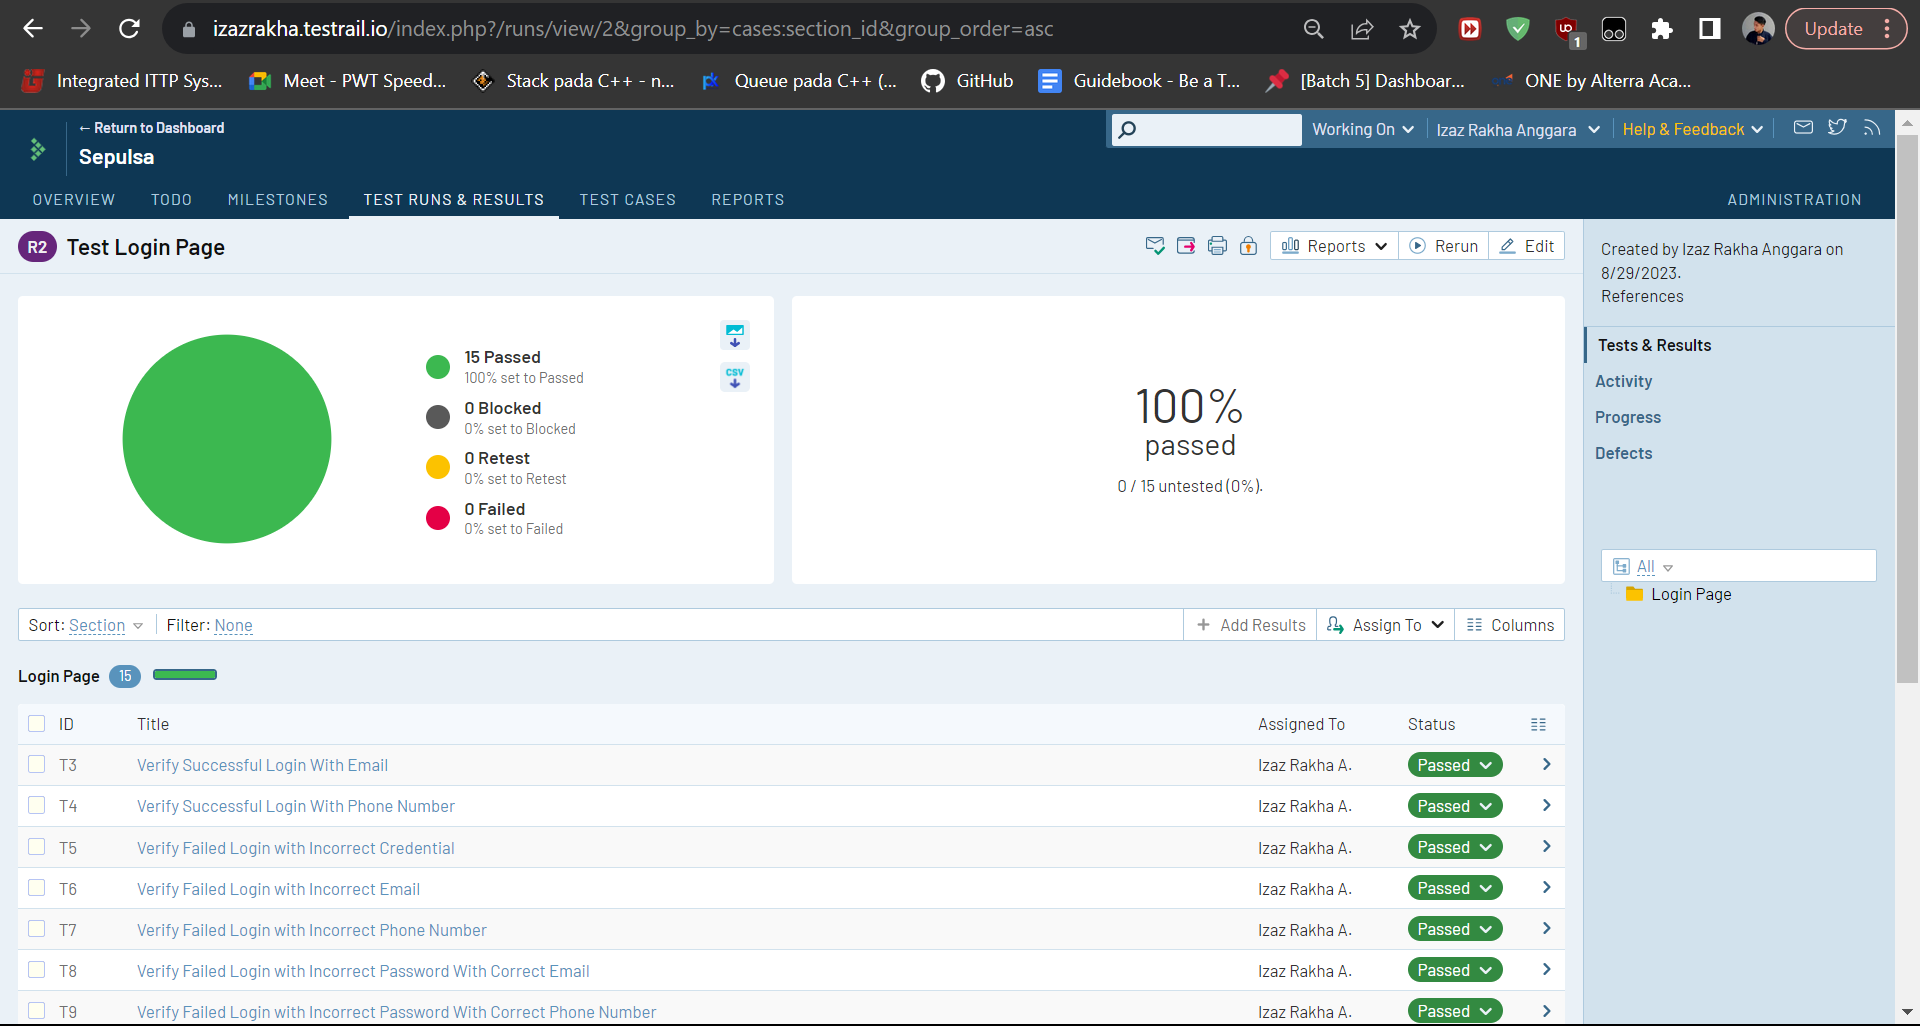 izazrakha.testrail.io/index.php?/runs/view/2&group_by=cases:section_id&group_order=asc
1
Update
Integrated ITTP Sys...
Meet - PWT Speed...
Stack pada C++ - n...
Queue pada C++ (...
GitHub
Guidebook - Be a T...
[Batch 5] Dashboar...
ONE by Alterra Aca...
← Return to Dashboard
Sepulsa
Working On
Izaz Rakha Anggara
Help & Feedback
OVERVIEW
TODO
MILESTONES
TEST RUNS & RESULTS
TEST CASES
REPORTS
ADMINISTRATION
R2 Test Login Page
Reports
Rerun
Edit
15 Passed
100% set to Passed
0 Blocked
0% set to Blocked
0 Retest
0% set to Retest
0 Failed
0% set to Failed
CSV
100%
passed
0 / 15 untested (0%).
Sort: Section
Filter: None
Add Results
Assign To
Columns
Login Page 15
ID Title Assigned To Status
T3 Verify Successful Login With Email Izaz Rakha A. Passed
T4 Verify Successful Login With Phone Number Izaz Rakha A. Passed
T5 Verify Failed Login with Incorrect Credential Izaz Rakha A. Passed
T6 Verify Failed Login with Incorrect Email Izaz Rakha A. Passed
T7 Verify Failed Login with Incorrect Phone Number Izaz Rakha A. Passed
T8 Verify Failed Login with Incorrect Password With Correct Email Izaz Rakha A. Passed
T9 Verify Failed Login with Incorrect Password With Correct Phone Number Izaz Rakha A. Passed
Created by Izaz Rakha Anggara on
8/29/2023.
References
Tests & Results
Activity
Progress
Defects
All
Login Page